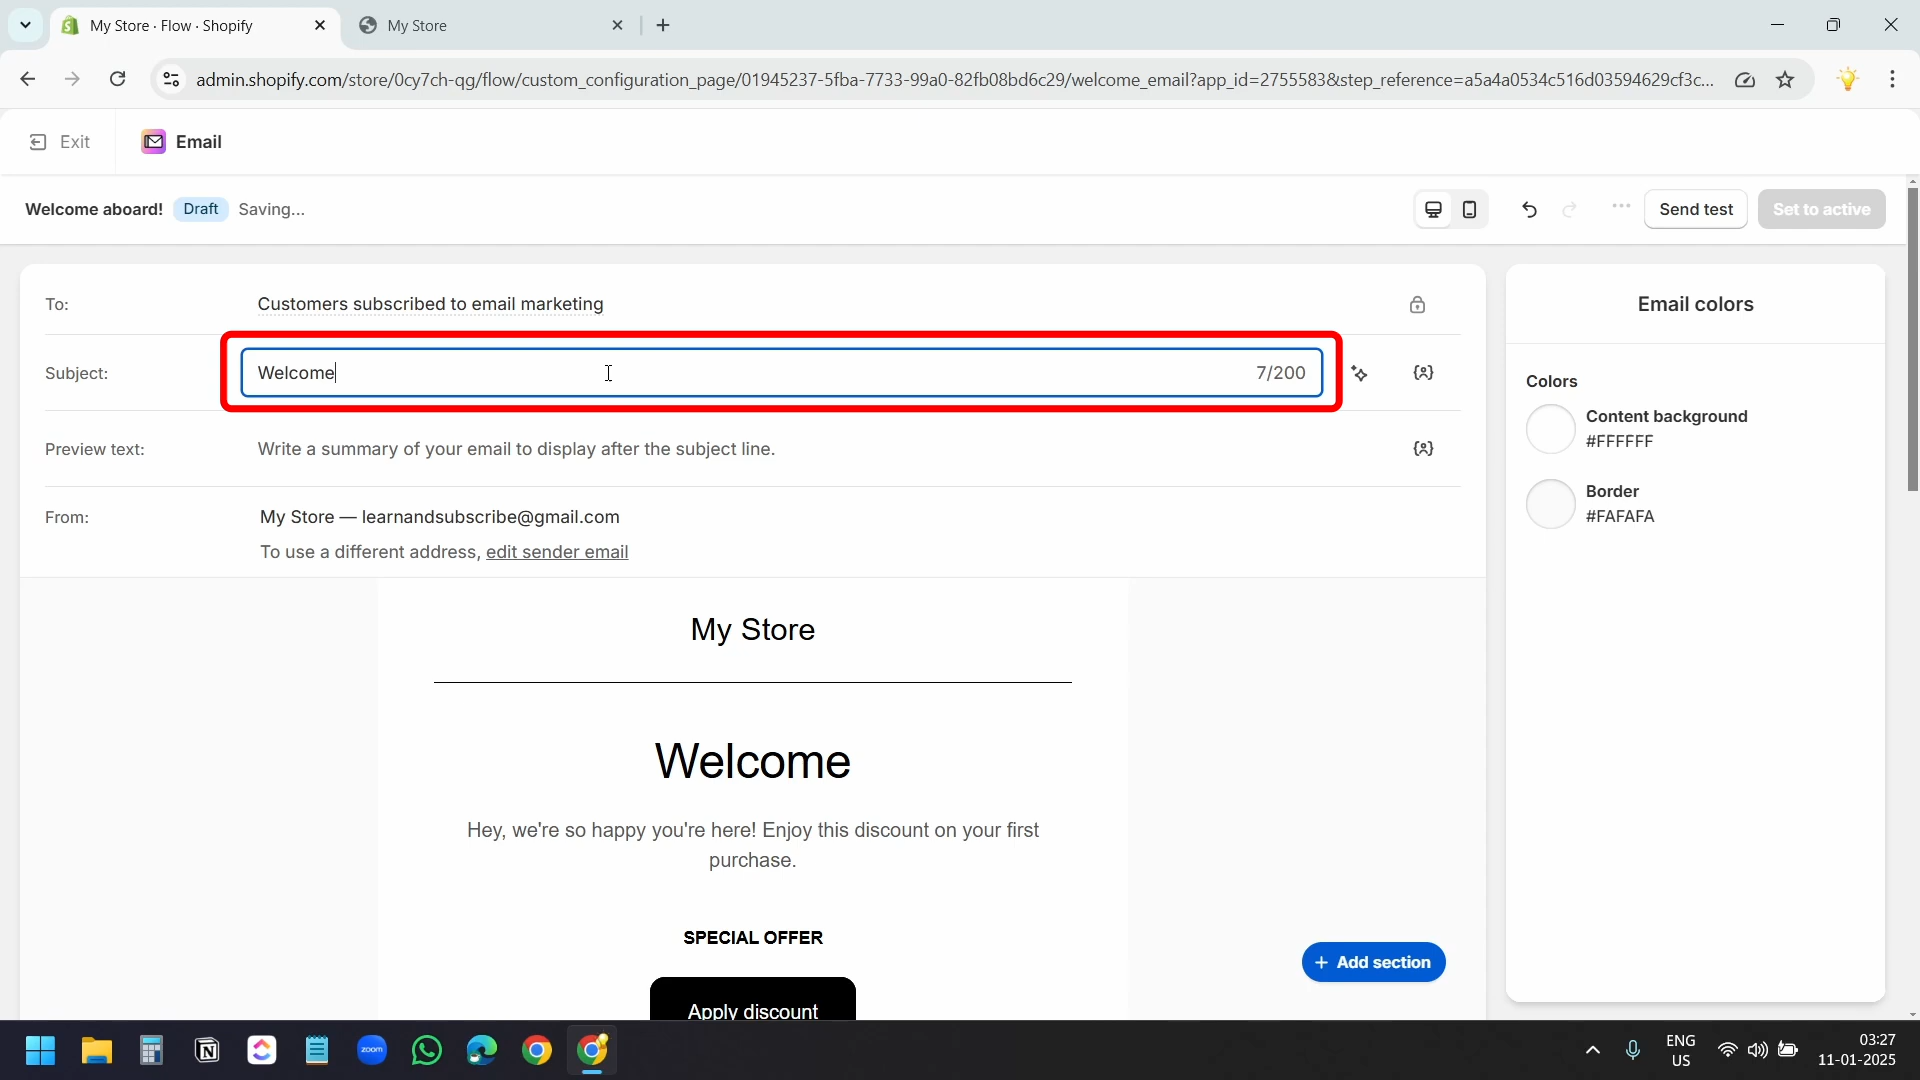 My Store · Flow · Shopify
My Store
admin.shopify.com/store/0cy7ch-qg/flow/custom_configuration_page/01945237-5fba-7733-99a0-82fb08bd6c29/welcome_email?app_id=2755583&step_reference=a5a4a0534c516d03594629cf3c...
Exit
Email
Welcome aboard!
Draft
Saving...
Send test
Set to active
To:
Customers subscribed to email marketing
Subject:
Welcome
7/200
Preview text:
Write a summary of your email to display after the subject line.
From:
My Store — learnandsubscribe@gmail.com
To use a different address, edit sender email
Email colors
Colors
Content background
#FFFFFF
Border
#FAFAFA
My Store
Welcome
Hey, we're so happy you're here! Enjoy this discount on your first
purchase.
SPECIAL OFFER
Apply discount
+ Add section
zoom
ENG
US
03:27
11-01-2025